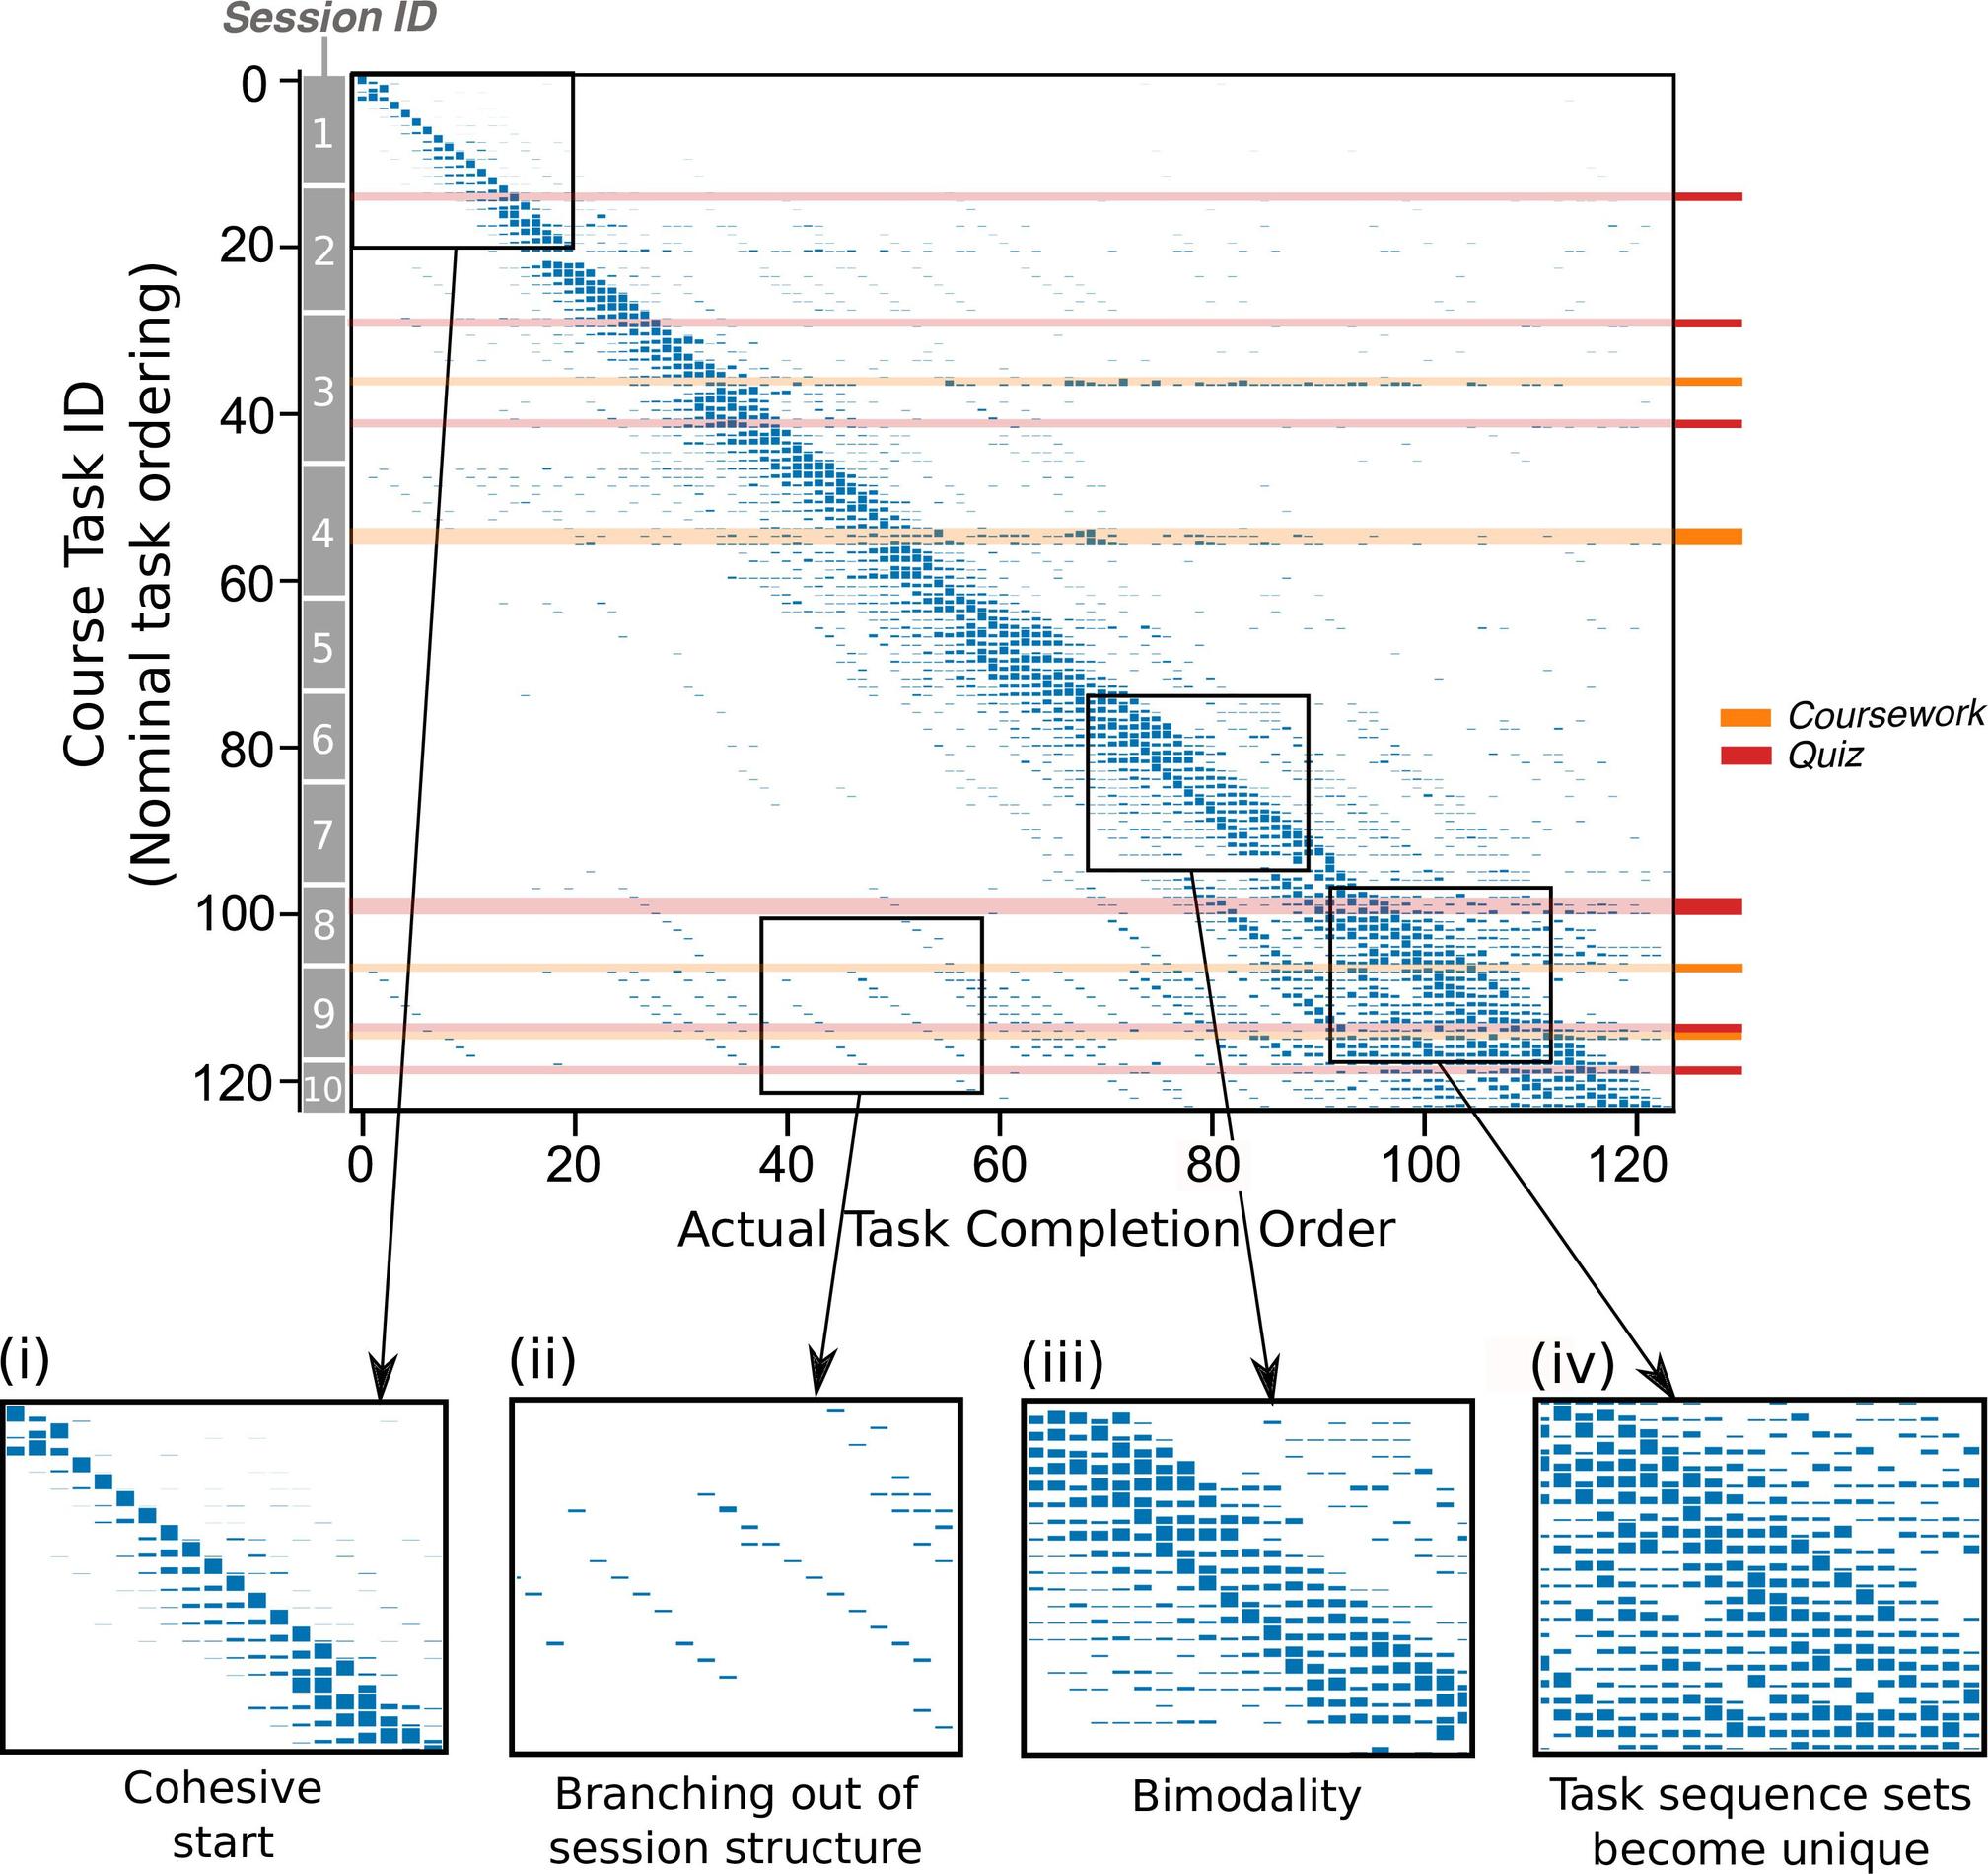 Session ID
0
20
40
60
80
100
120
Course Task ID
(Nominal task ordering)
1
2
3
4
5
6
7
8
9
10
Coursework
Quiz
0 20 40 60 80 100 120
Actual Task Completion Order
(i) (ii) (iii) (iv)
Cohesive
start
Branching out of
session structure
Bimodality
Task sequence sets
become unique